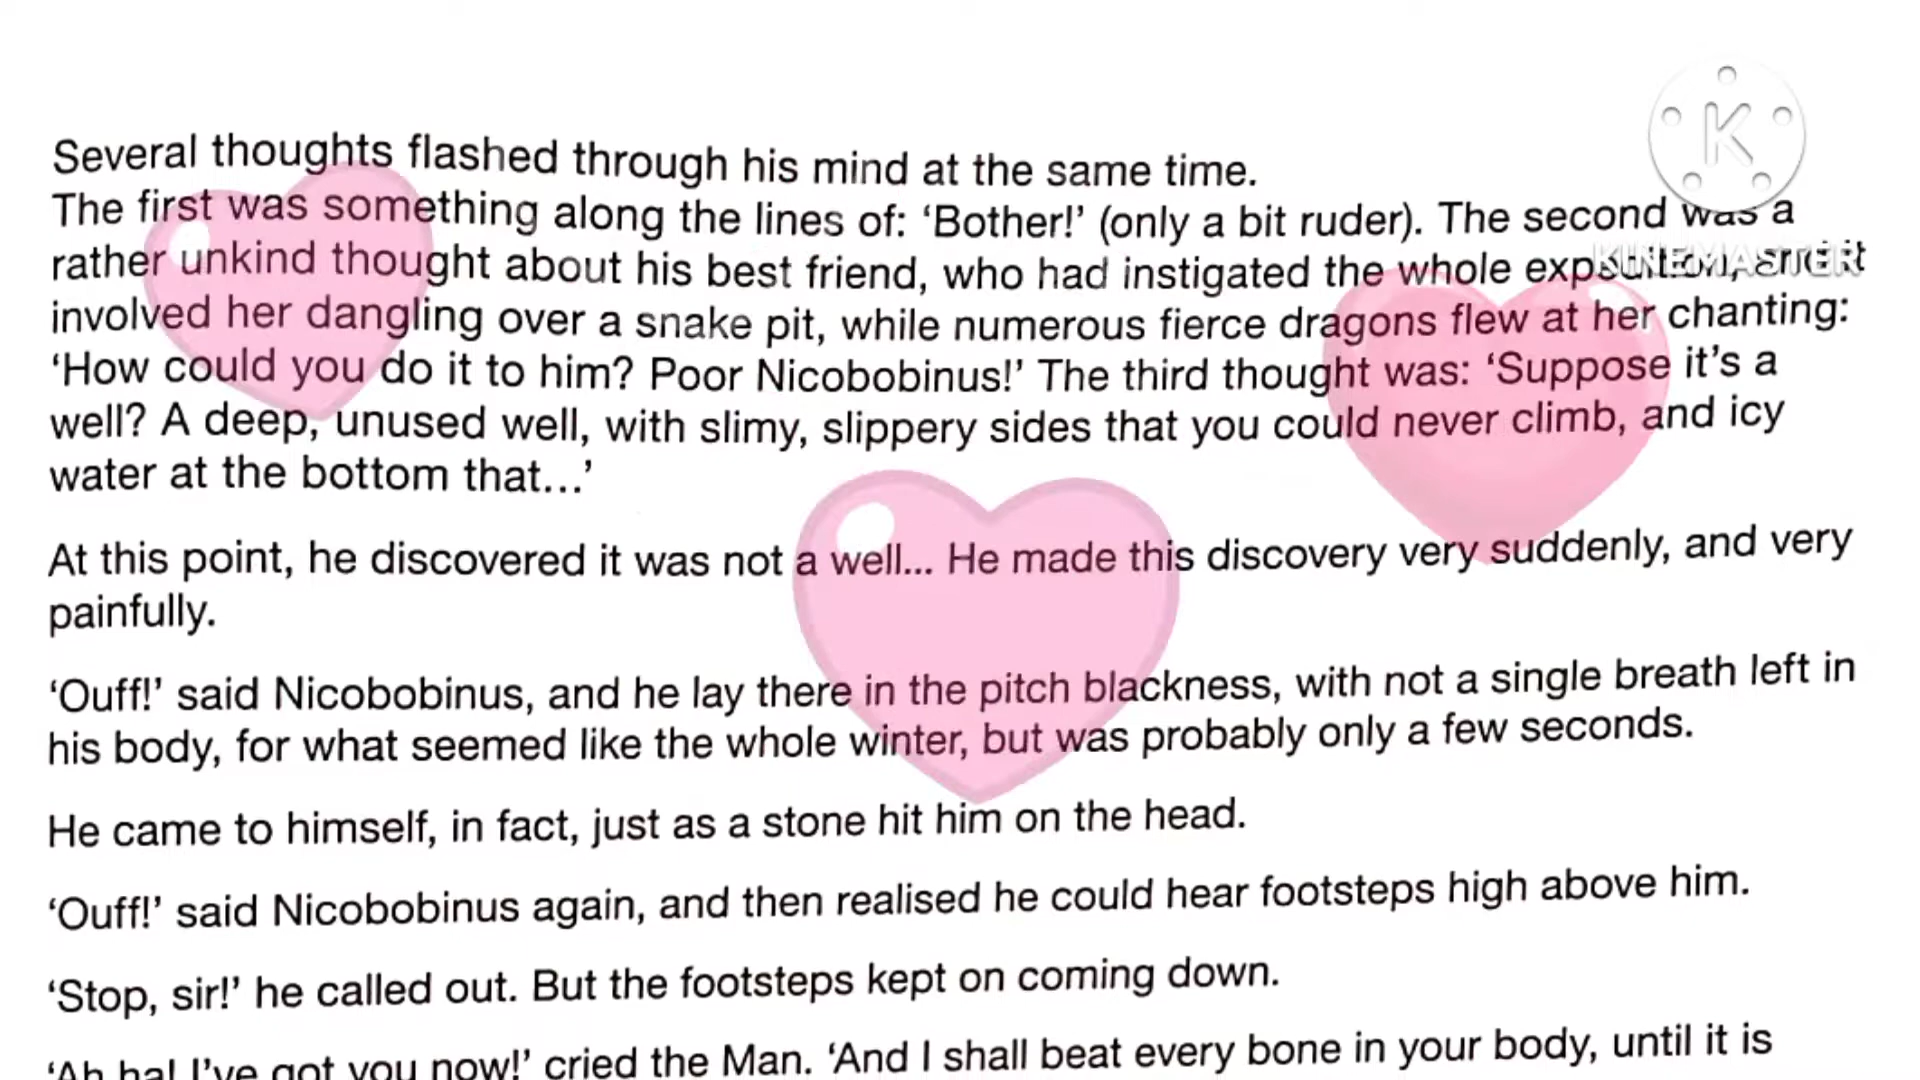 Several thoughts flashed through his mind at the same time.
The first was something along the lines of: ‘Bother!’ (only a bit ruder). The second was a
rather unkind thought about his best friend, who had instigated the whole expedition, and it
involved her dangling over a snake pit, while numerous fierce dragons flew at her chanting:
‘How could you do it to him? Poor Nicobobinus!’ The third thought was: ‘Suppose it’s a
well? A deep, unused well, with slimy, slippery sides that you could never climb, and icy
water at the bottom that...’
At this point, he discovered it was not a well... He made this discovery very suddenly, and very
painfully.
‘Ouff!’ said Nicobobinus, and he lay there in the pitch blackness, with not a single breath left in
his body, for what seemed like the whole winter, but was probably only a few seconds.
He came to himself, in fact, just as a stone hit him on the head.
‘Ouff!’ said Nicobobinus again, and then realised he could hear footsteps high above him.
‘Stop, sir!’ he called out. But the footsteps kept on coming down.
‘Ah ha! I’ve got you now!’ cried the Man. ‘And I shall beat every bone in your body, until it is
K
KINEMASTER